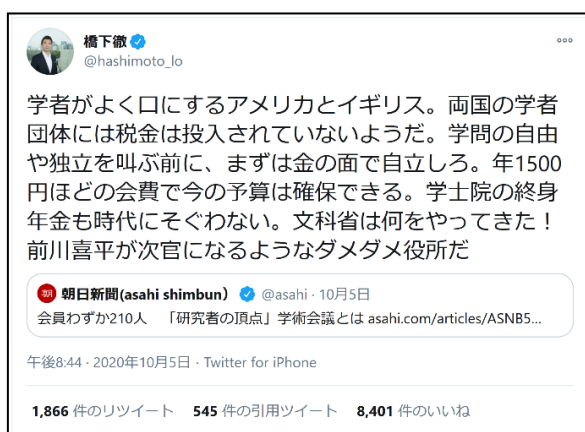 橋下徹
@hashimoto_lo
学者がよく口にするアメリカとイギリス。両国の学者
団体には税金は投入されていないようだ。学問の自由
や独立を叫ぶ前に、まずは金の面で自立しろ。年1500
円ほどの会費で今の予算は確保できる。学士院の終身
年金も時代にそぐわない。文科省は何をやってきた！
前川喜平が次官になるようなダメダメ役所だ
朝日新聞(asahi shimbun） @asahi · 10月5日
会員わずか210人 「研究者の頂点」学術会議とは asahi.com/articles/ASNB5...
午後8:44 · 2020年10月5日 · Twitter for iPhone
1,866 件のリツイート 545 件の引用ツイート 8,401 件のいいね